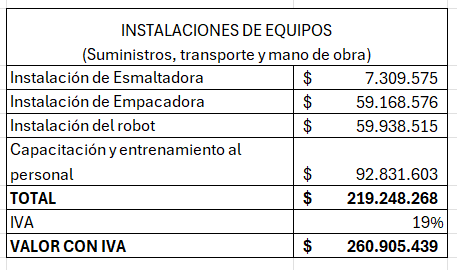 INSTALACIONES DE EQUIPOS
(Suministros, transporte y mano de obra)
Instalación de Esmaltadora $ 7.309.575
Instalación de Empacadora $ 59.168.576
Instalación del robot $ 59.938.515
Capacitación y entrenamiento al
personal $ 92.831.603
TOTAL $ 219.248.268
IVA 19%
VALOR CON IVA $ 260.905.439